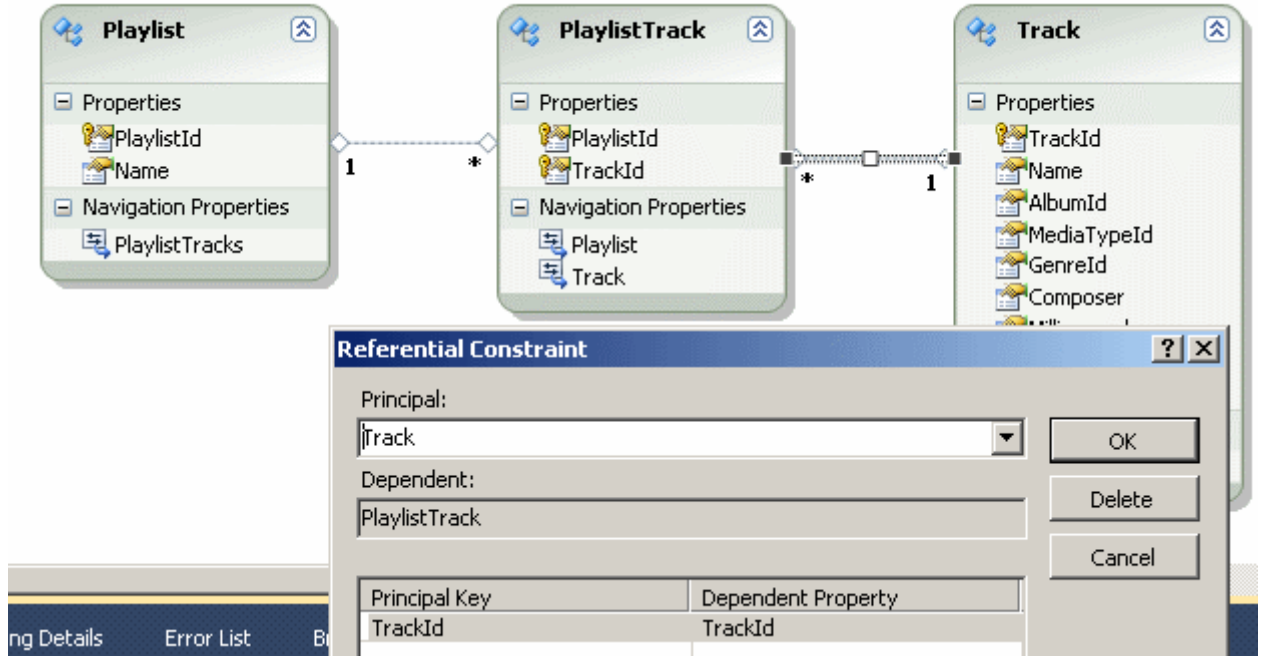 Playlist
Properties
PlaylistId
Name
Navigation Properties
PlaylistTracks
1
*
PlaylistTrack
Properties
PlaylistId
TrackId
Navigation Properties
Playlist
Track
*
1
Track
Properties
TrackId
Name
AlbumId
MediaTypeId
GenreId
Composer
Referential Constraint
Principal:
Track
OK
Dependent:
PlaylistTrack
Delete
Cancel
Principal Key Dependent Property
TrackId TrackId
ng Details Error List